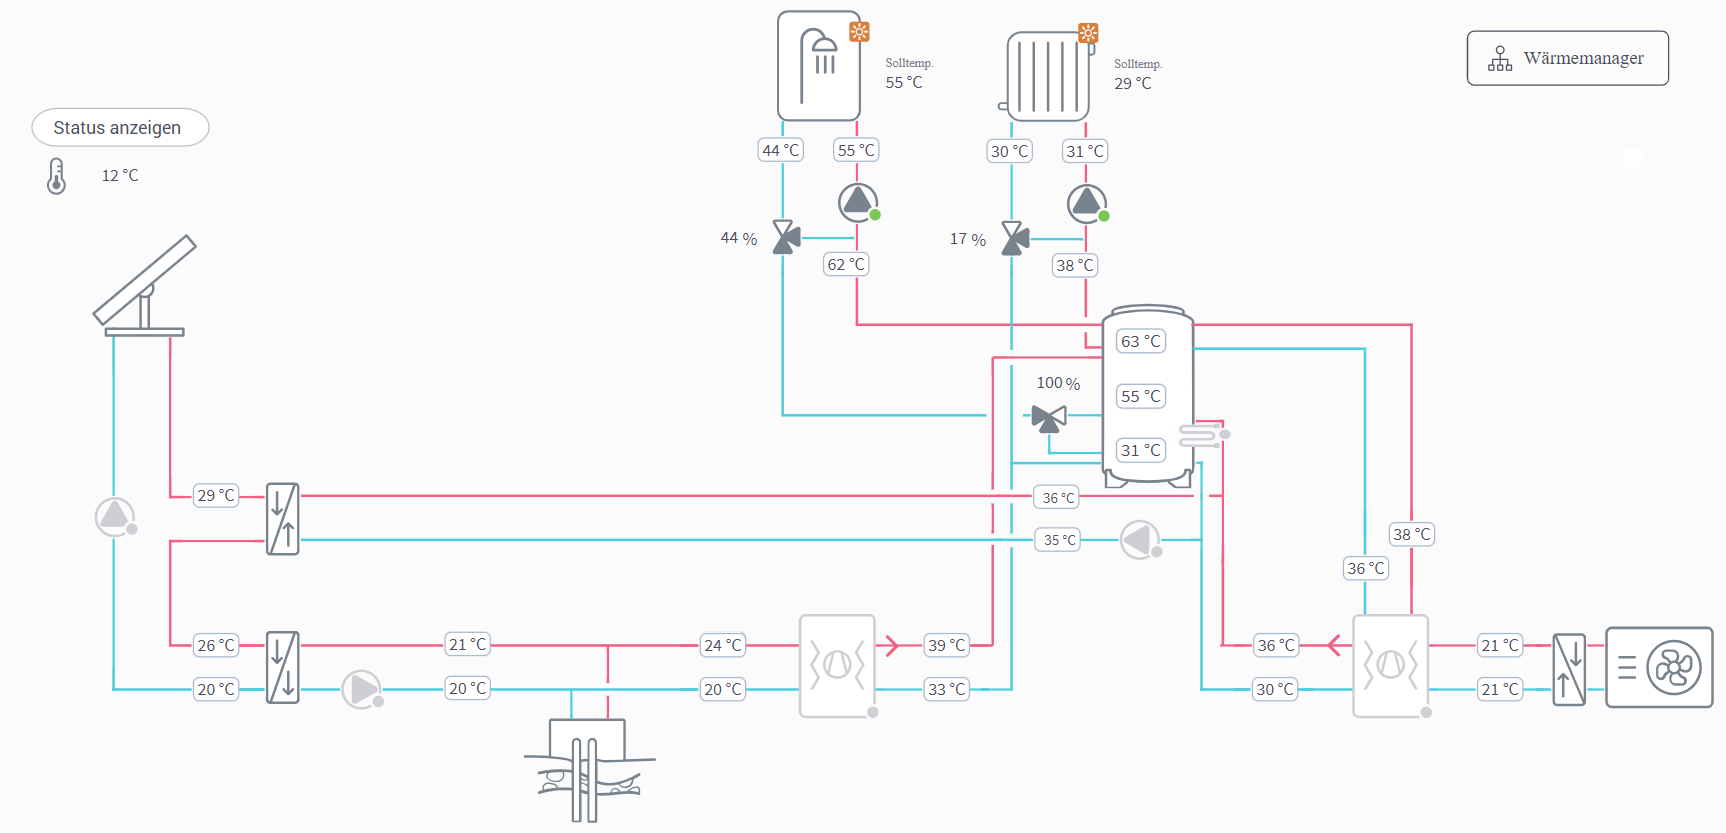 Solltemp.
55 °C
Solltemp.
29 °C
Wärmemanager
Status anzeigen
12 °C
44 °C
55 °C
30 °C
31 °C
44 %
17 %
62 °C
38 °C
63 °C
100 %
55 °C
31 °C
29 °C
36 °C
35 °C
38 °C
36 °C
26 °C
21 °C
24 °C
39 °C
36 °C
21 °C
20 °C
20 °C
20 °C
33 °C
30 °C
21 °C